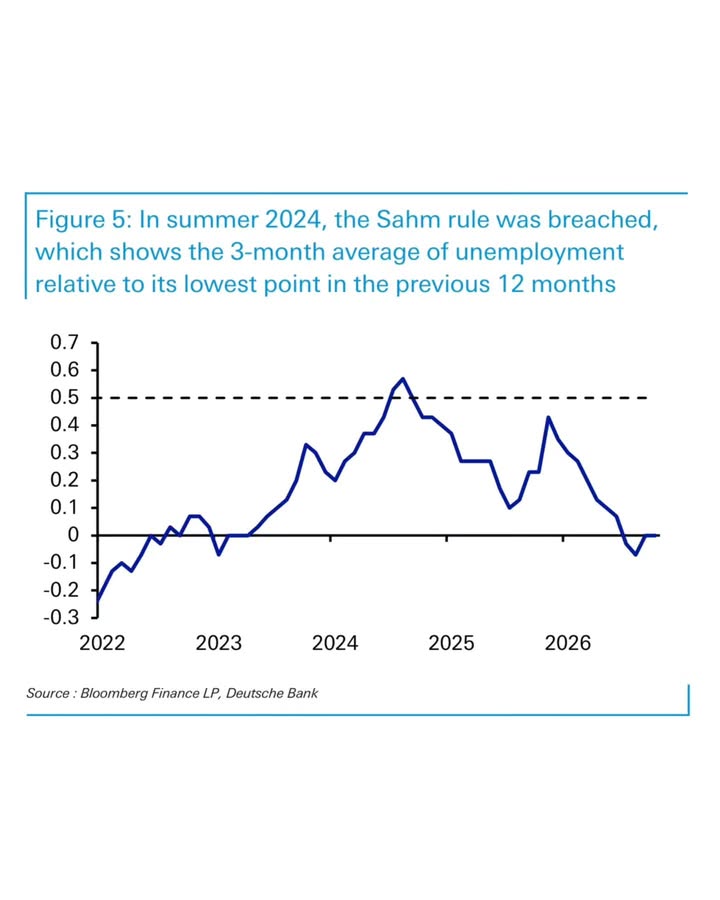 Figure 5: In summer 2024, the Sahm rule was breached,
which shows the 3-month average of unemployment
relative to its lowest point in the previous 12 months
0.7
0.6
0.5
0.4
0.3
0.2
0.1
0
-0.1
-0.2
-0.3
2022 2023 2024 2025 2026
Source : Bloomberg Finance LP, Deutsche Bank